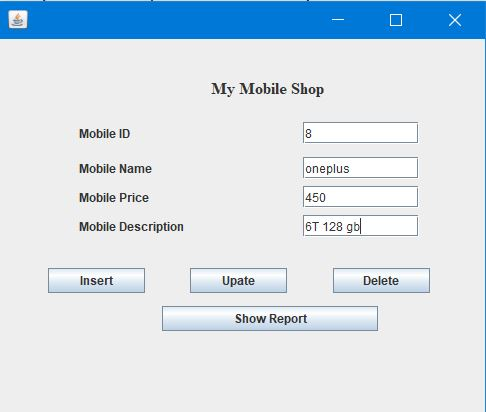 My Mobile Shop
Mobile ID 8
Mobile Name oneplus
Mobile Price 450
Mobile Description 6T 128 gb
Insert Upate Delete
Show Report